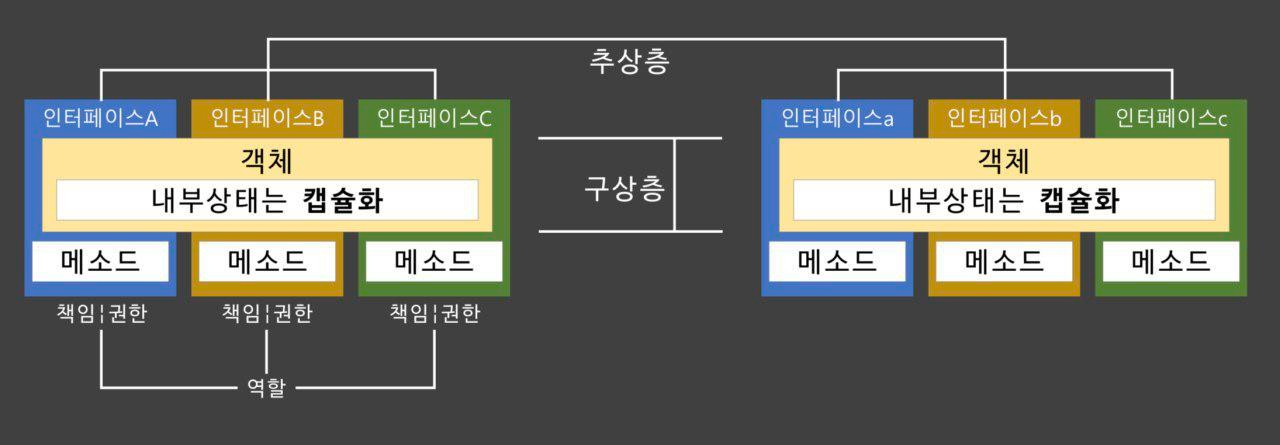 추상층
인터페이스A 인터페이스B 인터페이스C
객체
내부상태는 캡슐화
메소드 메소드 메소드
책임¦권한 책임¦권한 책임¦권한
역할
구상층
인터페이스a 인터페이스b 인터페이스c
객체
내부상태는 캡슐화
메소드 메소드 메소드